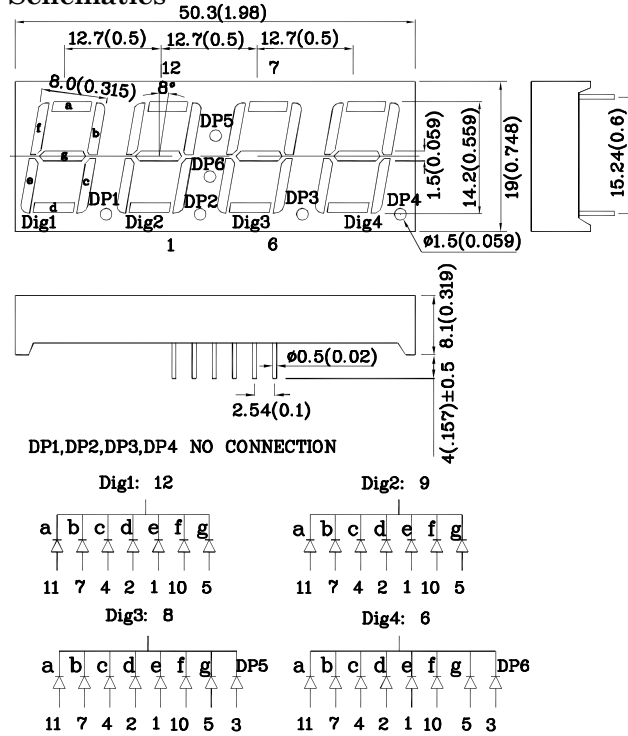 Schematics
50.3(1.98)
12.7(0.5) 12.7(0.5) 12.7(0.5)
12 7
8.0(0.315) 8°
a
f b DP5
g
DP6
e c
d DP1 DP2 DP3 DP4
Dig1 Dig2 Dig3 Dig4
1 6
1.5(0.059)
14.2(0.559)
19(0.748)
15.24(0.6)
ø1.5(0.059)
8.1(0.319)
ø0.5(0.02)
2.54(0.1)
4(.157)±0.5
DP1,DP2,DP3,DP4 NO CONNECTION
Dig1: 12 Dig2: 9
a b c d e f g a b c d e f g
11 7 4 2 1 10 5 11 7 4 2 1 10 5
Dig3: 8 Dig4: 6
a b c d e f g DP5 a b c d e f g DP6
11 7 4 2 1 10 5 3 11 7 4 2 1 10 5 3